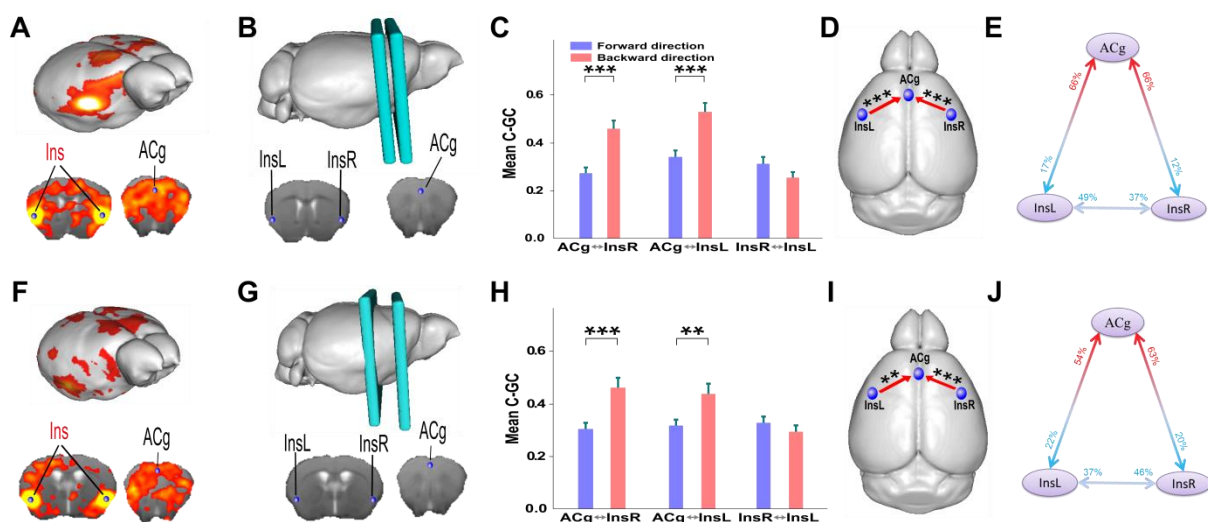 A
Ins
ACg
B
InsL
InsR
ACg
C
Forward direction
Backward direction
***
***
Mean C-GC
0.6
0.4
0.2
0.0
ACg↔InsR
ACg↔InsL
InsR↔InsL
D
ACg
***
***
InsL
InsR
E
ACg
66%
66%
17%
12%
InsL
49%
37%
InsR
F
Ins
ACg
G
InsL
InsR
ACg
H
***
**
Mean C-GC
0.6
0.4
0.2
0.0
ACg↔InsR
ACg↔InsL
InsR↔InsL
I
ACg
**
***
InsL
InsR
J
ACg
54%
63%
22%
20%
InsL
37%
46%
InsR